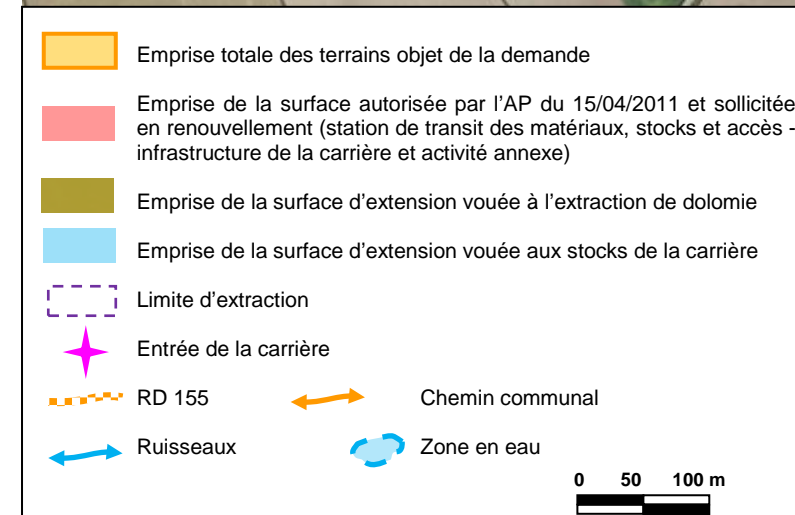 Emprise totale des terrains objet de la demande
Emprise de la surface autorisée par l'AP du 15/04/2011 et sollicitée
en renouvellement (station de transit des matériaux, stocks et accès -
infrastructure de la carrière et activité annexe)
Emprise de la surface d'extension vouée à l'extraction de dolomie
Emprise de la surface d'extension vouée aux stocks de la carrière
Limite d'extraction
Entrée de la carrière
RD 155 Chemin communal
Ruisseaux Zone en eau
0 50 100 m